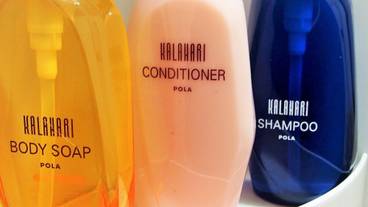 KALAHARI
BODY SOAP
POLA
KALAHARI
CONDITIONER
POLA
KALAHARI
SHAMPOO
POLA